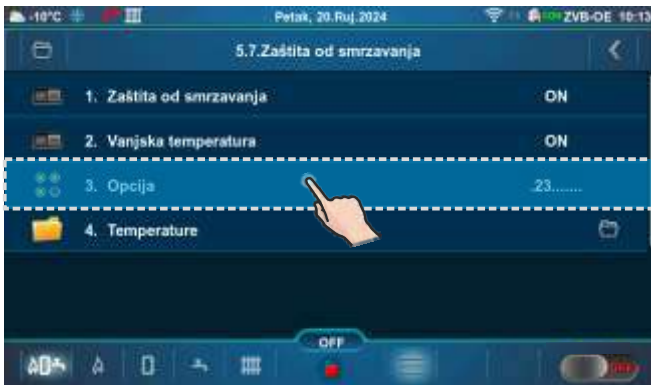 -10°C Petak, 20.Ruj.2024 ZVB-OE 10:13
5.7.Zaštita od smrzavanja
1. Zaštita od smrzavanja ON
2. Vanjska temperatura ON
3. Opcija .23.......
4. Temperature
OFF